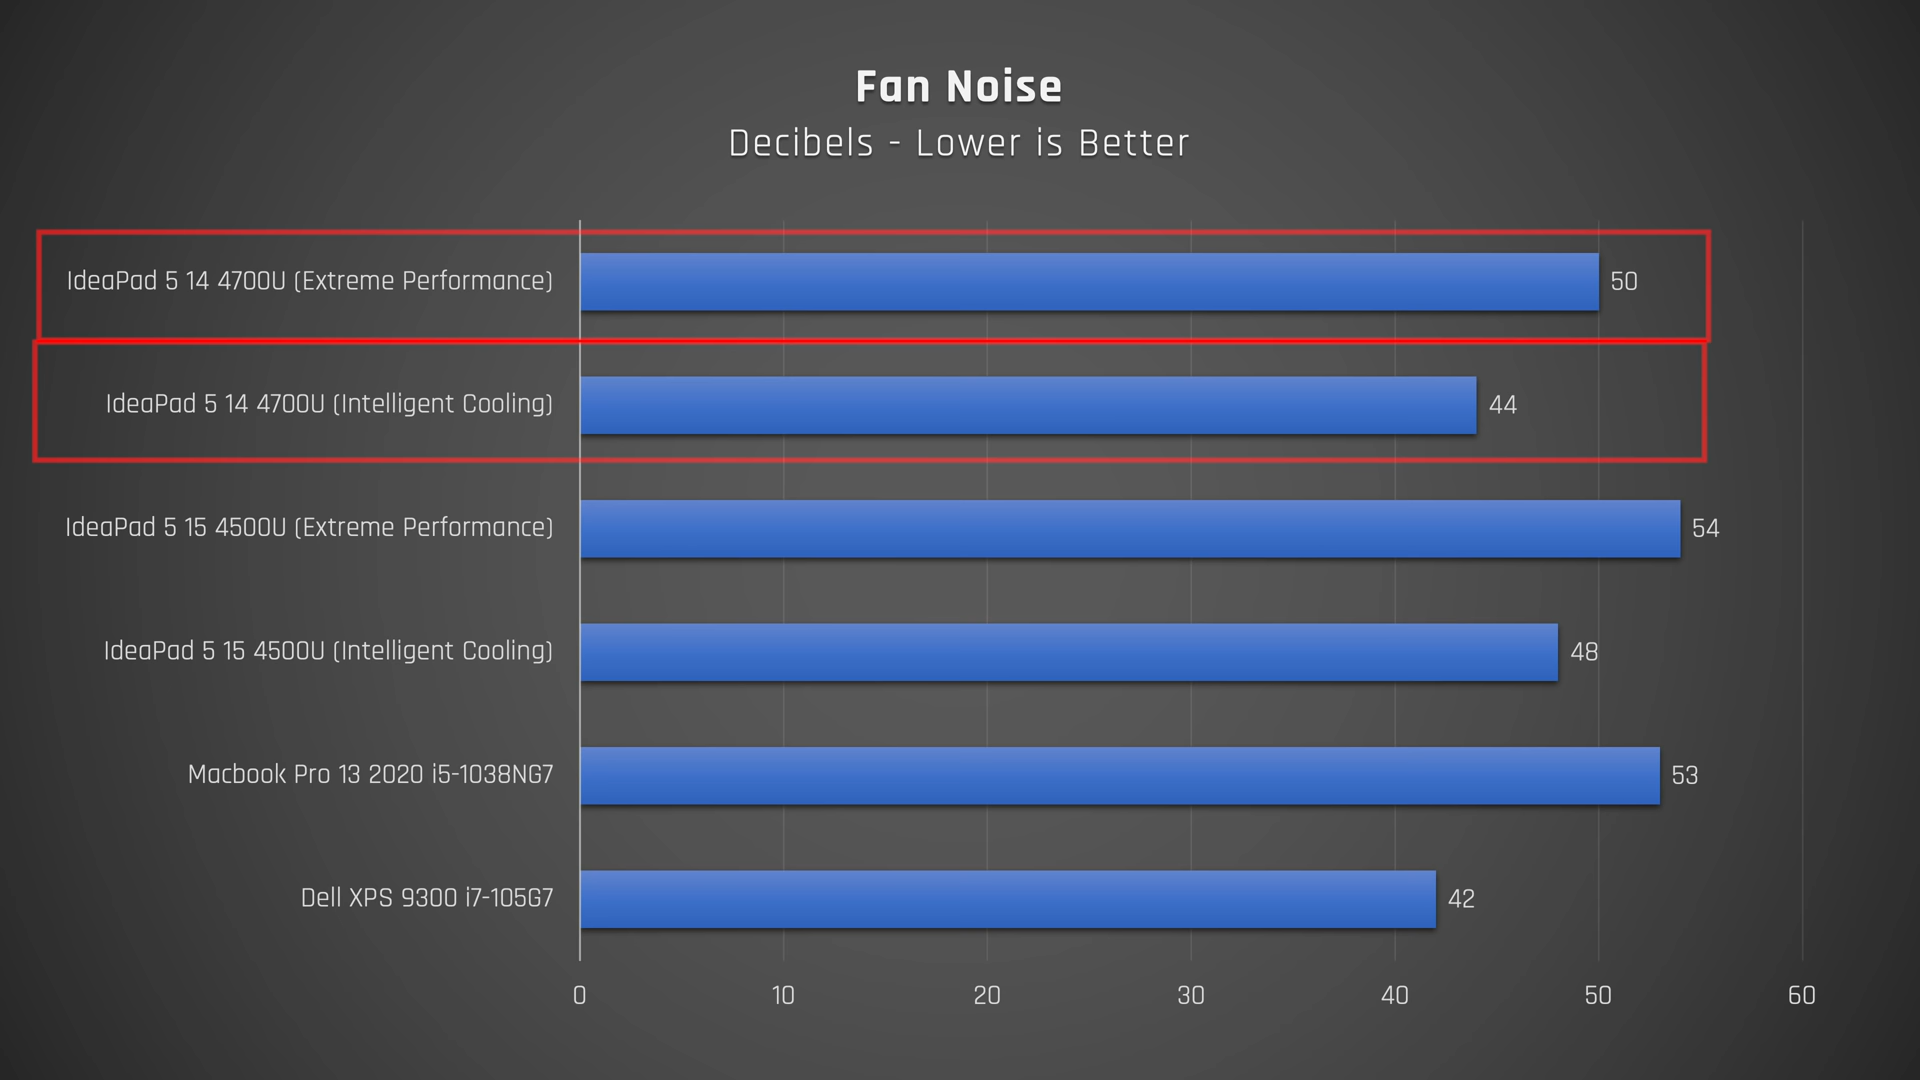 Fan Noise
Decibels - Lower is Better
IdeaPad 5 14 4700U (Extreme Performance) 50
IdeaPad 5 14 4700U (Intelligent Cooling) 44
IdeaPad 5 15 4500U (Extreme Performance) 54
IdeaPad 5 15 4500U (Intelligent Cooling) 48
Macbook Pro 13 2020 i5-1038NG7 53
Dell XPS 9300 i7-105G7 42
0 10 20 30 40 50 60